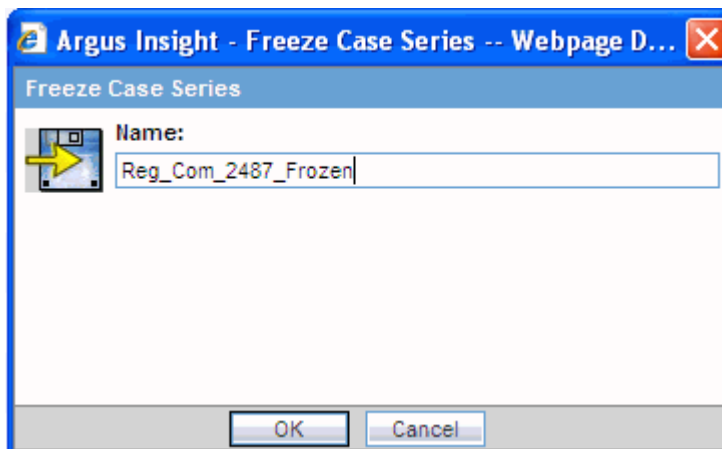 Argus Insight - Freeze Case Series -- Webpage D...
Freeze Case Series
Name:
Reg_Com_2487_Frozen
OK Cancel